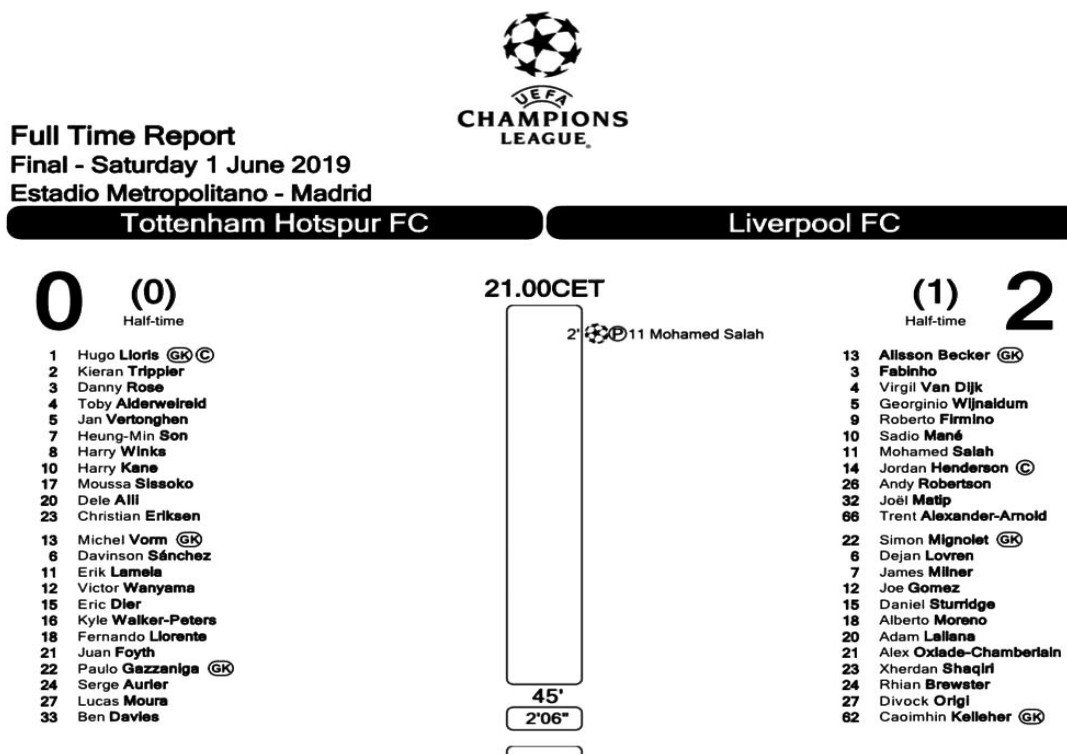 UEFA
CHAMPIONS
LEAGUE®
Full Time Report
Final - Saturday 1 June 2019
Estadio Metropolitano - Madrid
Tottenham Hotspur FC
Liverpool FC
0 (0)
Half-time
21.00CET
(1) 2
Half-time
2' P 11 Mohamed Salah
1 Hugo Lloris GK C
2 Kieran Trippier
3 Danny Rose
4 Toby Alderweireld
5 Jan Vertonghen
7 Heung-Min Son
8 Harry Winks
10 Harry Kane
17 Moussa Sissoko
20 Dele Alli
23 Christian Eriksen
13 Michel Vorm GK
6 Davinson Sánchez
11 Erik Lamela
12 Victor Wanyama
15 Eric Dier
16 Kyle Walker-Peters
18 Fernando Llorente
21 Juan Foyth
22 Paulo Gazzaniga GK
24 Serge Aurier
27 Lucas Moura
33 Ben Davies
45'
2'06"
13 Alisson Becker GK
3 Fabinho
4 Virgil Van Dijk
5 Georginio Wijnaldum
9 Roberto Firmino
10 Sadio Mané
11 Mohamed Salah
14 Jordan Henderson C
26 Andy Robertson
32 Joël Matip
66 Trent Alexander-Arnold
22 Simon Mignolet GK
6 Dejan Lovren
7 James Milner
12 Joe Gomez
15 Daniel Sturridge
18 Alberto Moreno
20 Adam Lallana
21 Alex Oxlade-Chamberlain
23 Xherdan Shaqiri
24 Rhian Brewster
27 Divock Origi
62 Caoimhin Kelleher GK